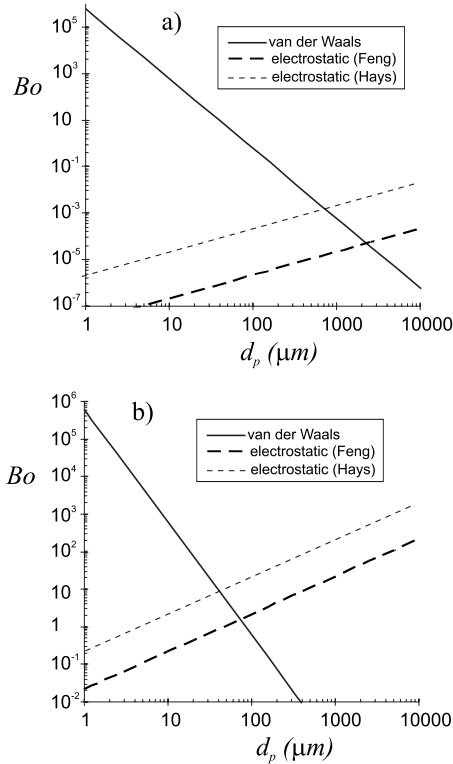 a)
van der Waals
electrostatic (Feng)
electrostatic (Hays)
Bo
10^5
10^3
10
10^-1
10^-3
10^-5
10^-7
1 10 100 1000 10000
d_p (μm)
b)
van der Waals
electrostatic (Feng)
electrostatic (Hays)
Bo
10^6
10^5
10^4
10^3
10^2
10
1
10^-1
10^-2
1 10 100 1000 10000
d_p (μm)